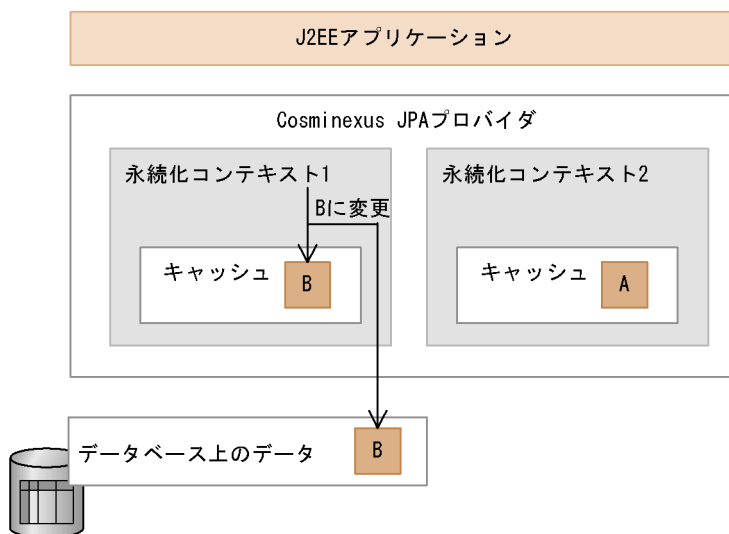 J2EEアプリケーション
Cosminexus JPAプロバイダ
永続化コンテキスト1
永続化コンテキスト2
Bに変更
キャッシュ
B
キャッシュ
A
データベース上のデータ
B